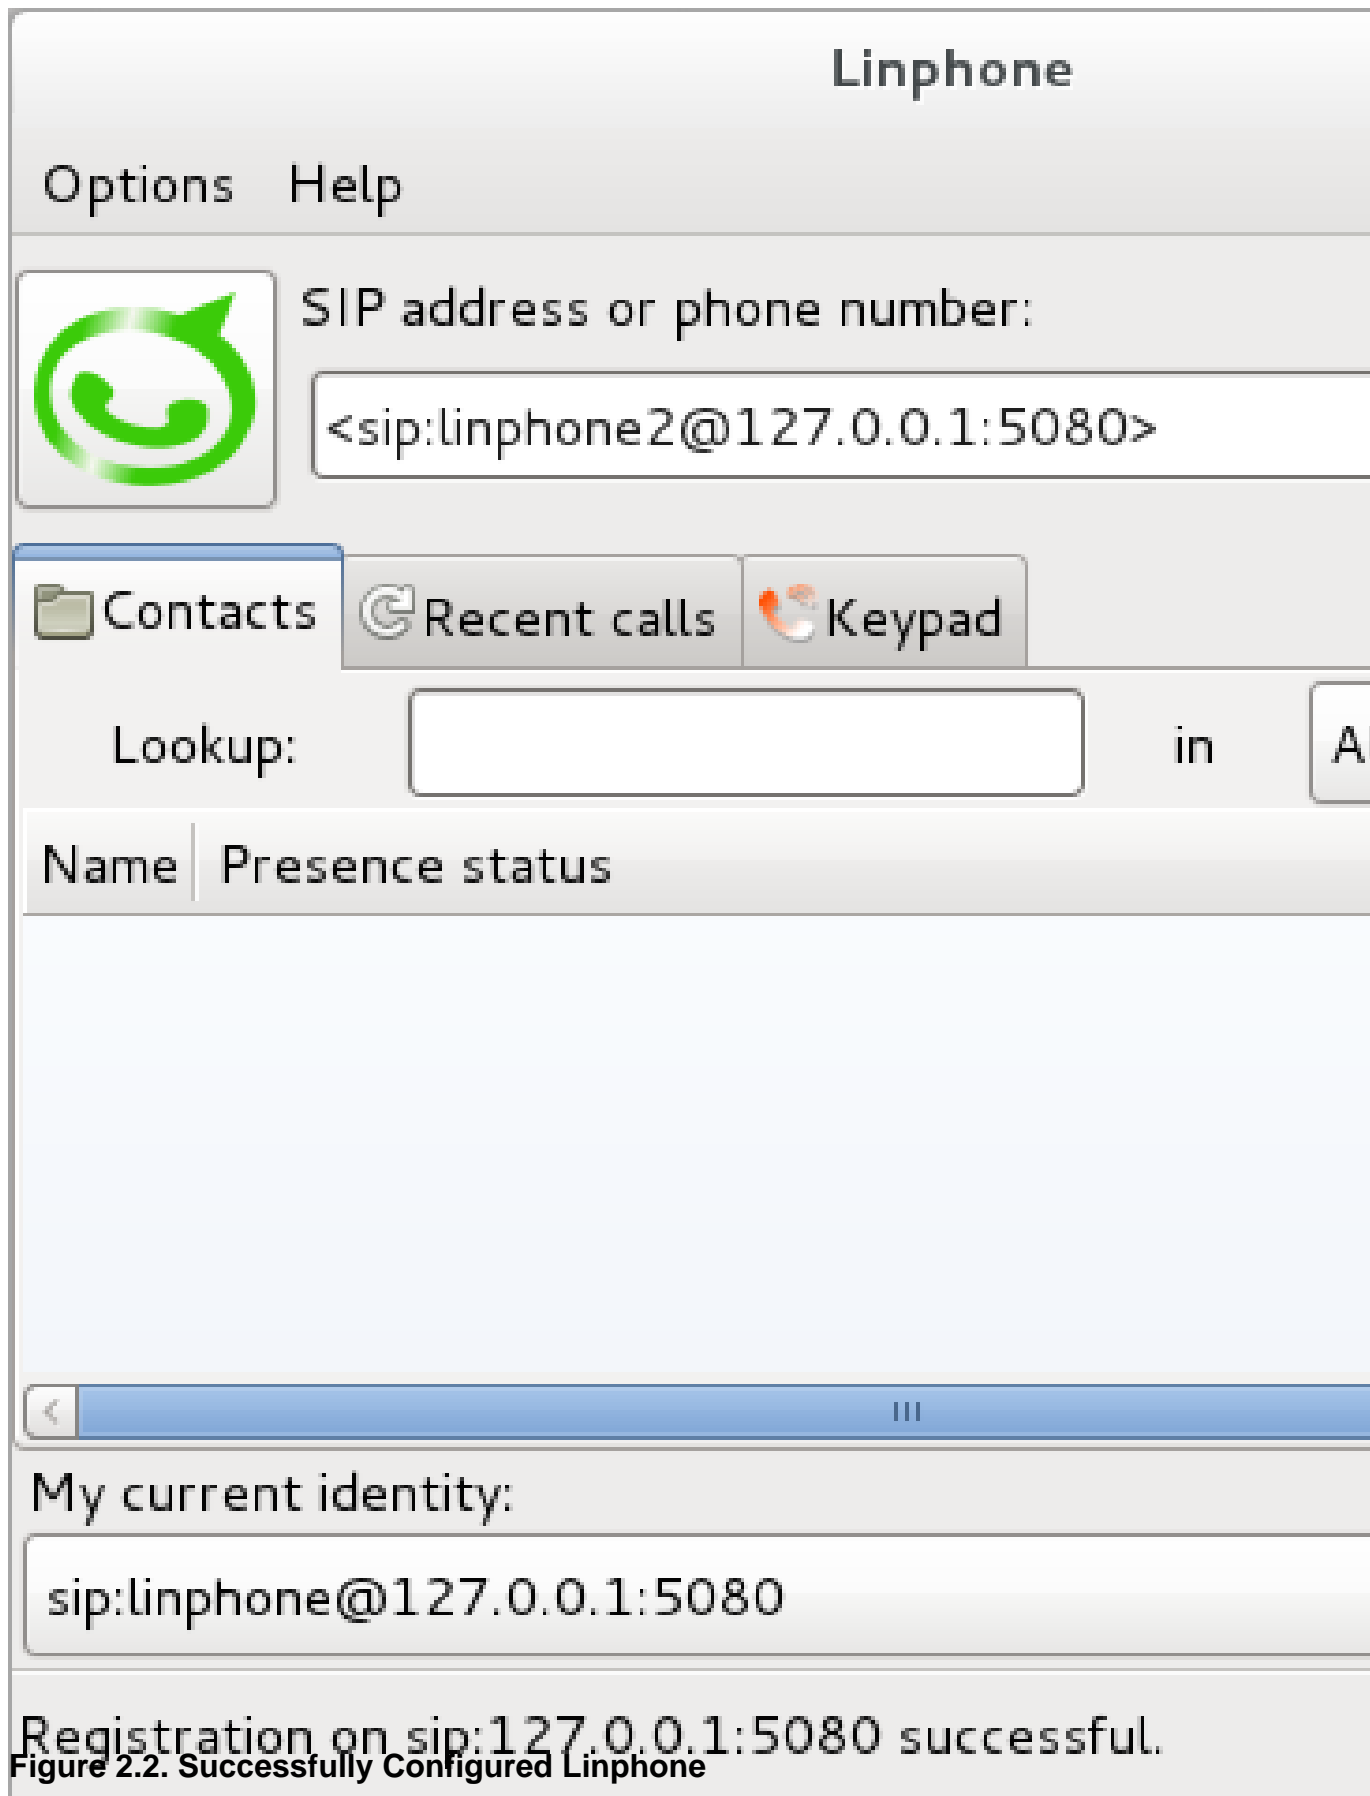 Linphone
Options Help
SIP address or phone number:
<sip:linphone2@127.0.0.1:5080>
Contacts Recent calls Keypad
Lookup: in
Name Presence status
My current identity:
sip:linphone@127.0.0.1:5080
Registration on sip:127.0.0.1:5080 successful.
Figure 2.2. Successfully Configured Linphone